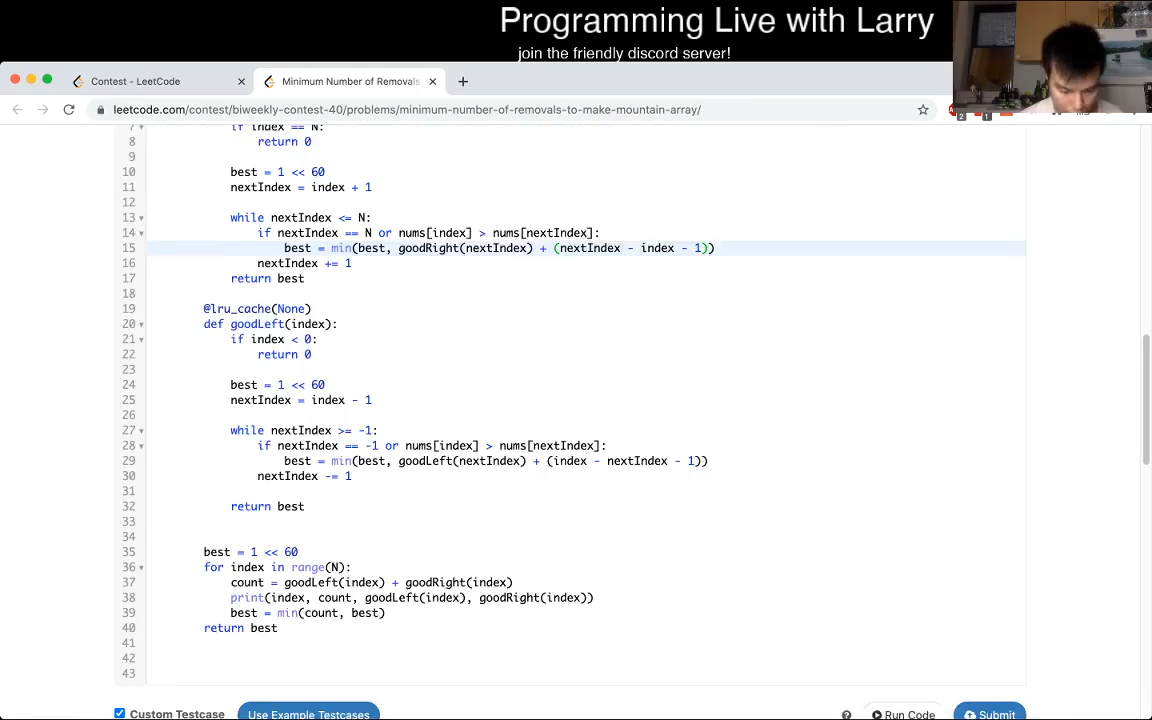 Programming Live with Larry
join the friendly discord server!
Contest - LeetCode
Minimum Number of Removals
leetcode.com/contest/biweekly-contest-40/problems/minimum-number-of-removals-to-make-mountain-array/
7 if index == N:
8 return 0
9
10 best = 1 << 60
11 nextIndex = index + 1
12
13 while nextIndex <= N:
14 if nextIndex == N or nums[index] > nums[nextIndex]:
15 best = min(best, goodRight(nextIndex) + (nextIndex - index - 1))
16 nextIndex += 1
17 return best
18
19 @lru_cache(None)
20 def goodLeft(index):
21 if index < 0:
22 return 0
23
24 best = 1 << 60
25 nextIndex = index - 1
26
27 while nextIndex >= -1:
28 if nextIndex == -1 or nums[index] > nums[nextIndex]:
29 best = min(best, goodLeft(nextIndex) + (index - nextIndex - 1))
30 nextIndex -= 1
31
32 return best
33
34
35 best = 1 << 60
36 for index in range(N):
37 count = goodLeft(index) + goodRight(index)
38 print(index, count, goodLeft(index), goodRight(index))
39 best = min(count, best)
40 return best
41
42
43
Custom Testcase
Use Example Testcases
? Run Code
Submit